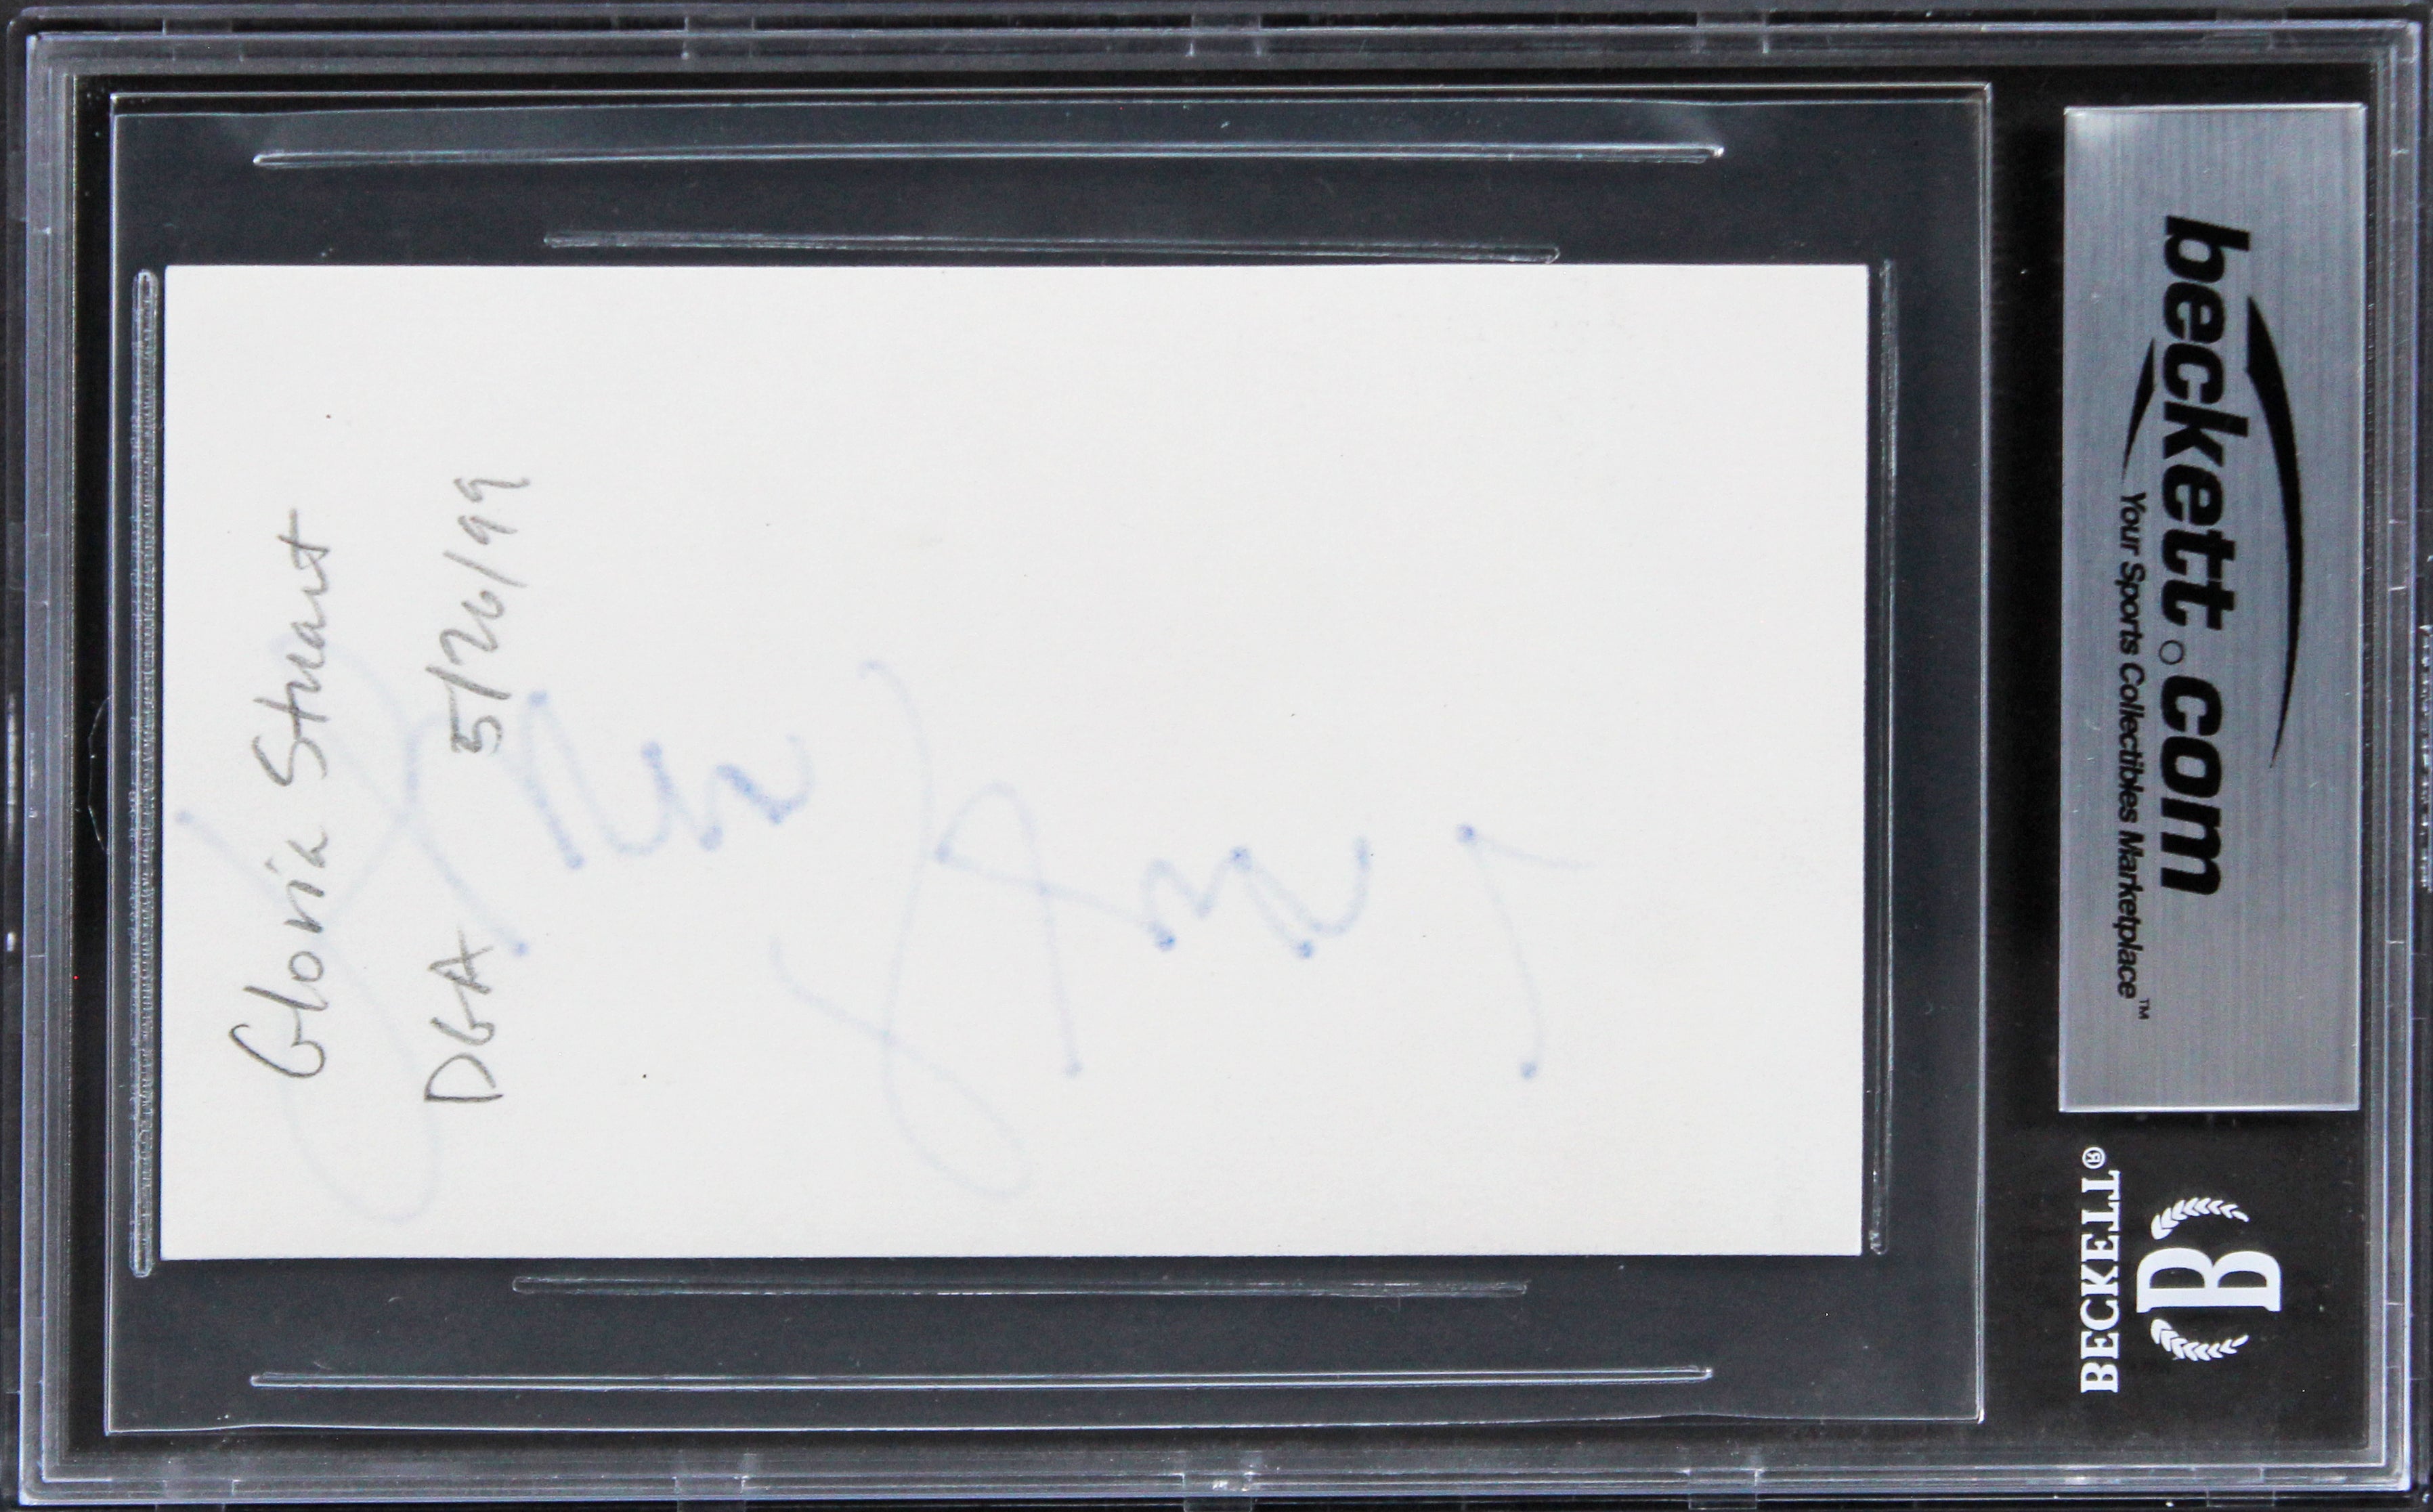 Gloria Stuart
DGA 5/26/99
beckett.com
Your Sports Collectibles Marketplace™
BECKETT®
B